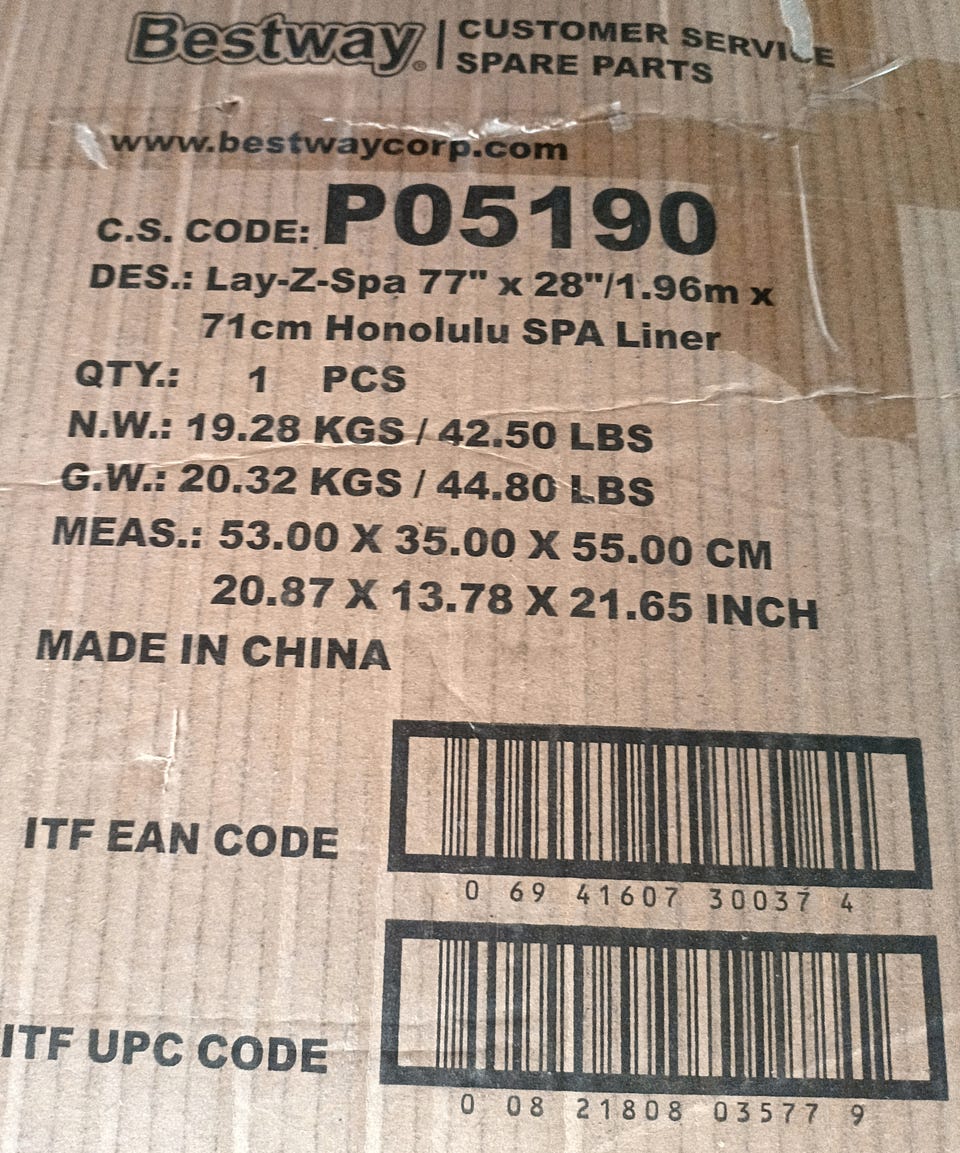 Bestway® | CUSTOMER SERVICE
SPARE PARTS
www.bestwaycorp.com
C.S. CODE: P05190
DES.: Lay-Z-Spa 77" x 28"/1.96m x
71cm Honolulu SPA Liner
QTY.: 1 PCS
N.W.: 19.28 KGS / 42.50 LBS
G.W.: 20.32 KGS / 44.80 LBS
MEAS.: 53.00 X 35.00 X 55.00 CM
20.87 X 13.78 X 21.65 INCH
MADE IN CHINA
ITF EAN CODE
0 69 41607 30037 4
ITF UPC CODE
0 08 21808 03577 9